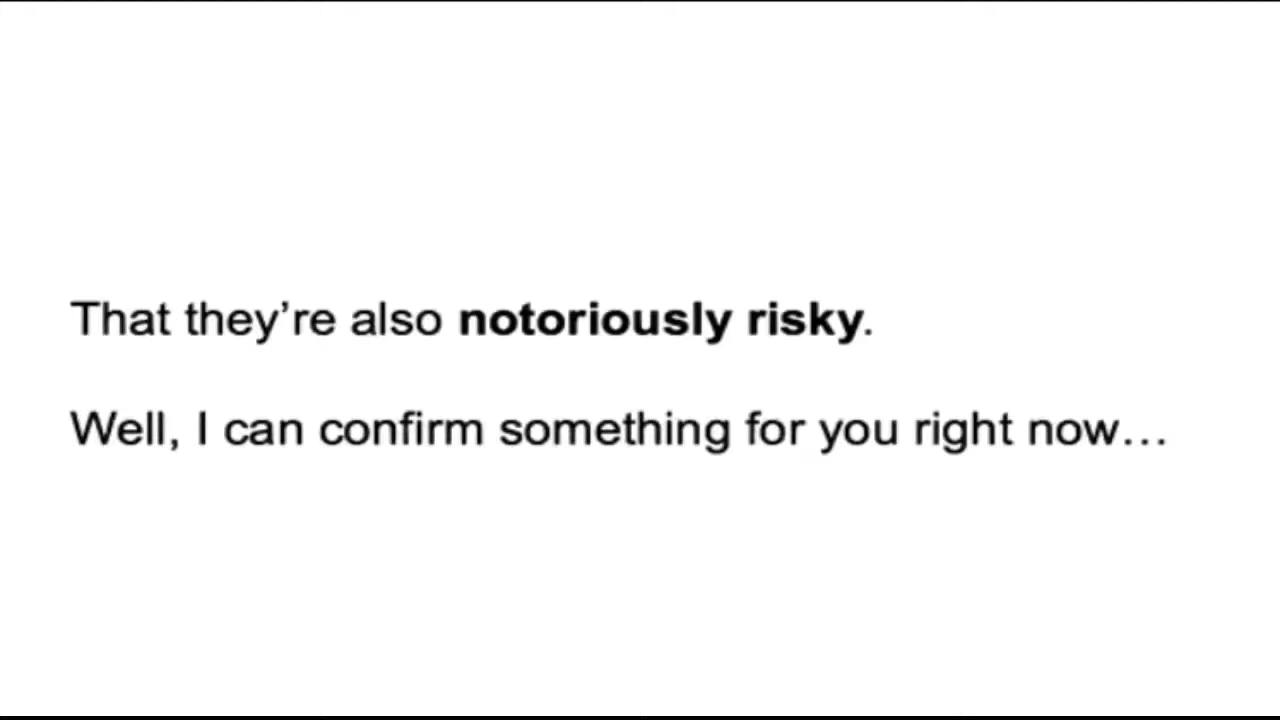 That they’re also notoriously risky.
Well, I can confirm something for you right now…